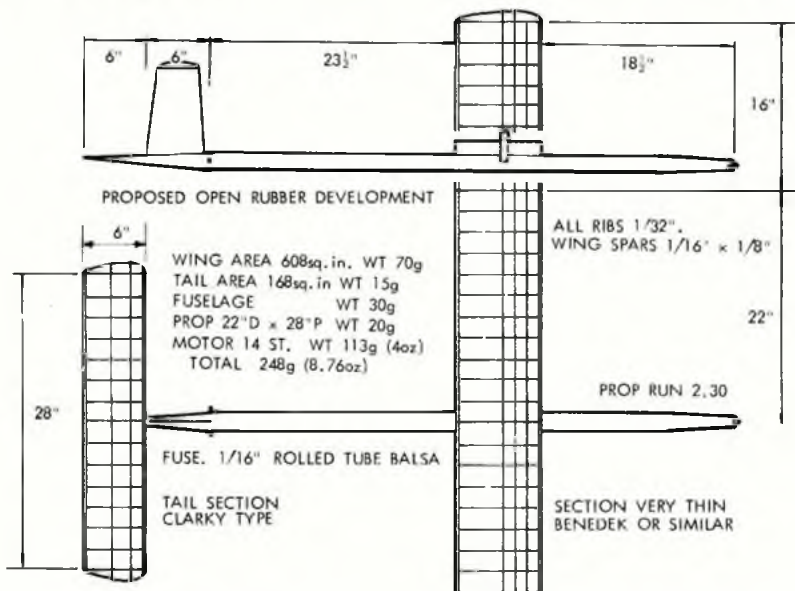 6" 6" 23½" 18½"
16"
PROPOSED OPEN RUBBER DEVELOPMENT
6"
ALL RIBS 1/32".
WING SPARS 1/16" x 1/8"
WING AREA 608sq.in. WT 70g
TAIL AREA 168sq.in WT 15g
FUSELAGE WT 30g
PROP 22"D x 28"P WT 20g
MOTOR 14 ST. WT 113g (4oz)
TOTAL 248g (8.76oz)
22"
28"
PROP RUN 2.30
FUSE. 1/16" ROLLED TUBE BALSA
TAIL SECTION
CLARKY TYPE
SECTION VERY THIN
BENEDEK OR SIMILAR